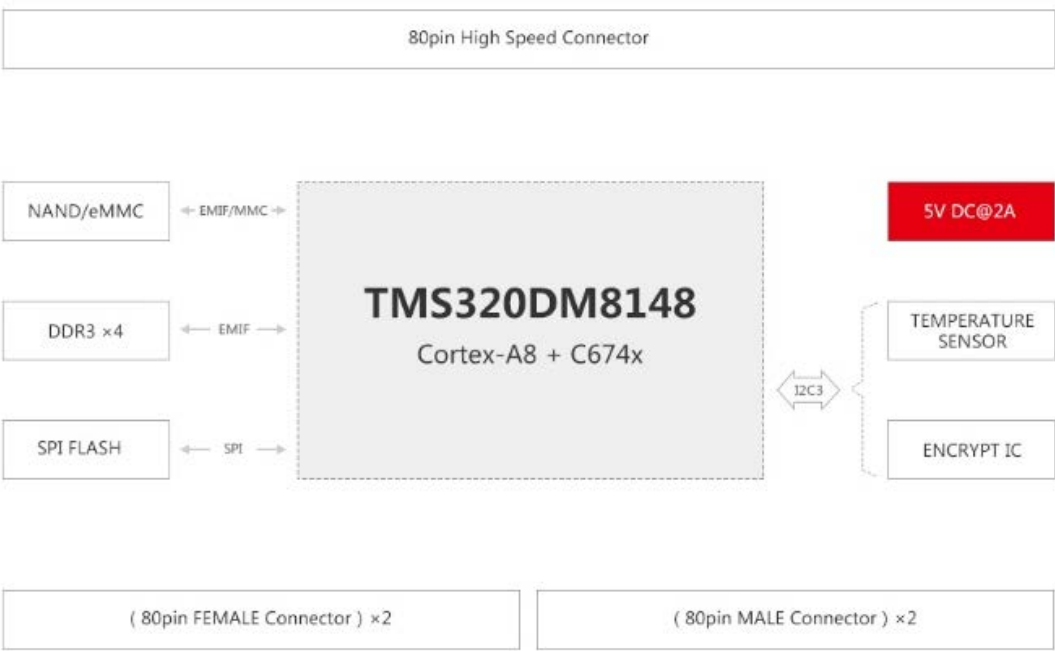 80pin High Speed Connector
NAND/eMMC
EMIF/MMC
5V DC@2A
TMS320DM8148
DDR3 ×4
EMIF
TEMPERATURE
SENSOR
Cortex-A8 + C674x
I2C3
SPI FLASH
SPI
ENCRYPT IC
( 80pin FEMALE Connector ) ×2
( 80pin MALE Connector ) ×2